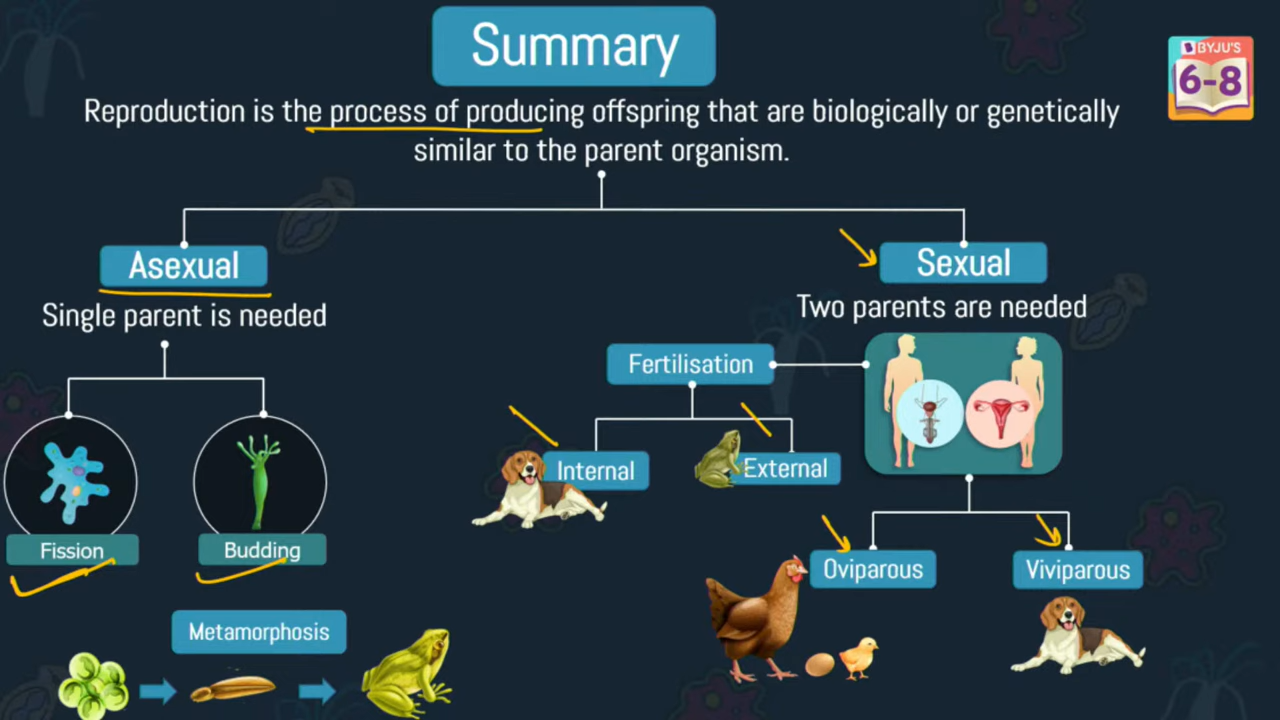 Summary
BYJU'S
6-8
Reproduction is the process of producing offspring that are biologically or genetically
similar to the parent organism.
Asexual
Single parent is needed
Sexual
Two parents are needed
Fertilisation
Internal
External
Fission
Budding
Oviparous
Viviparous
Metamorphosis